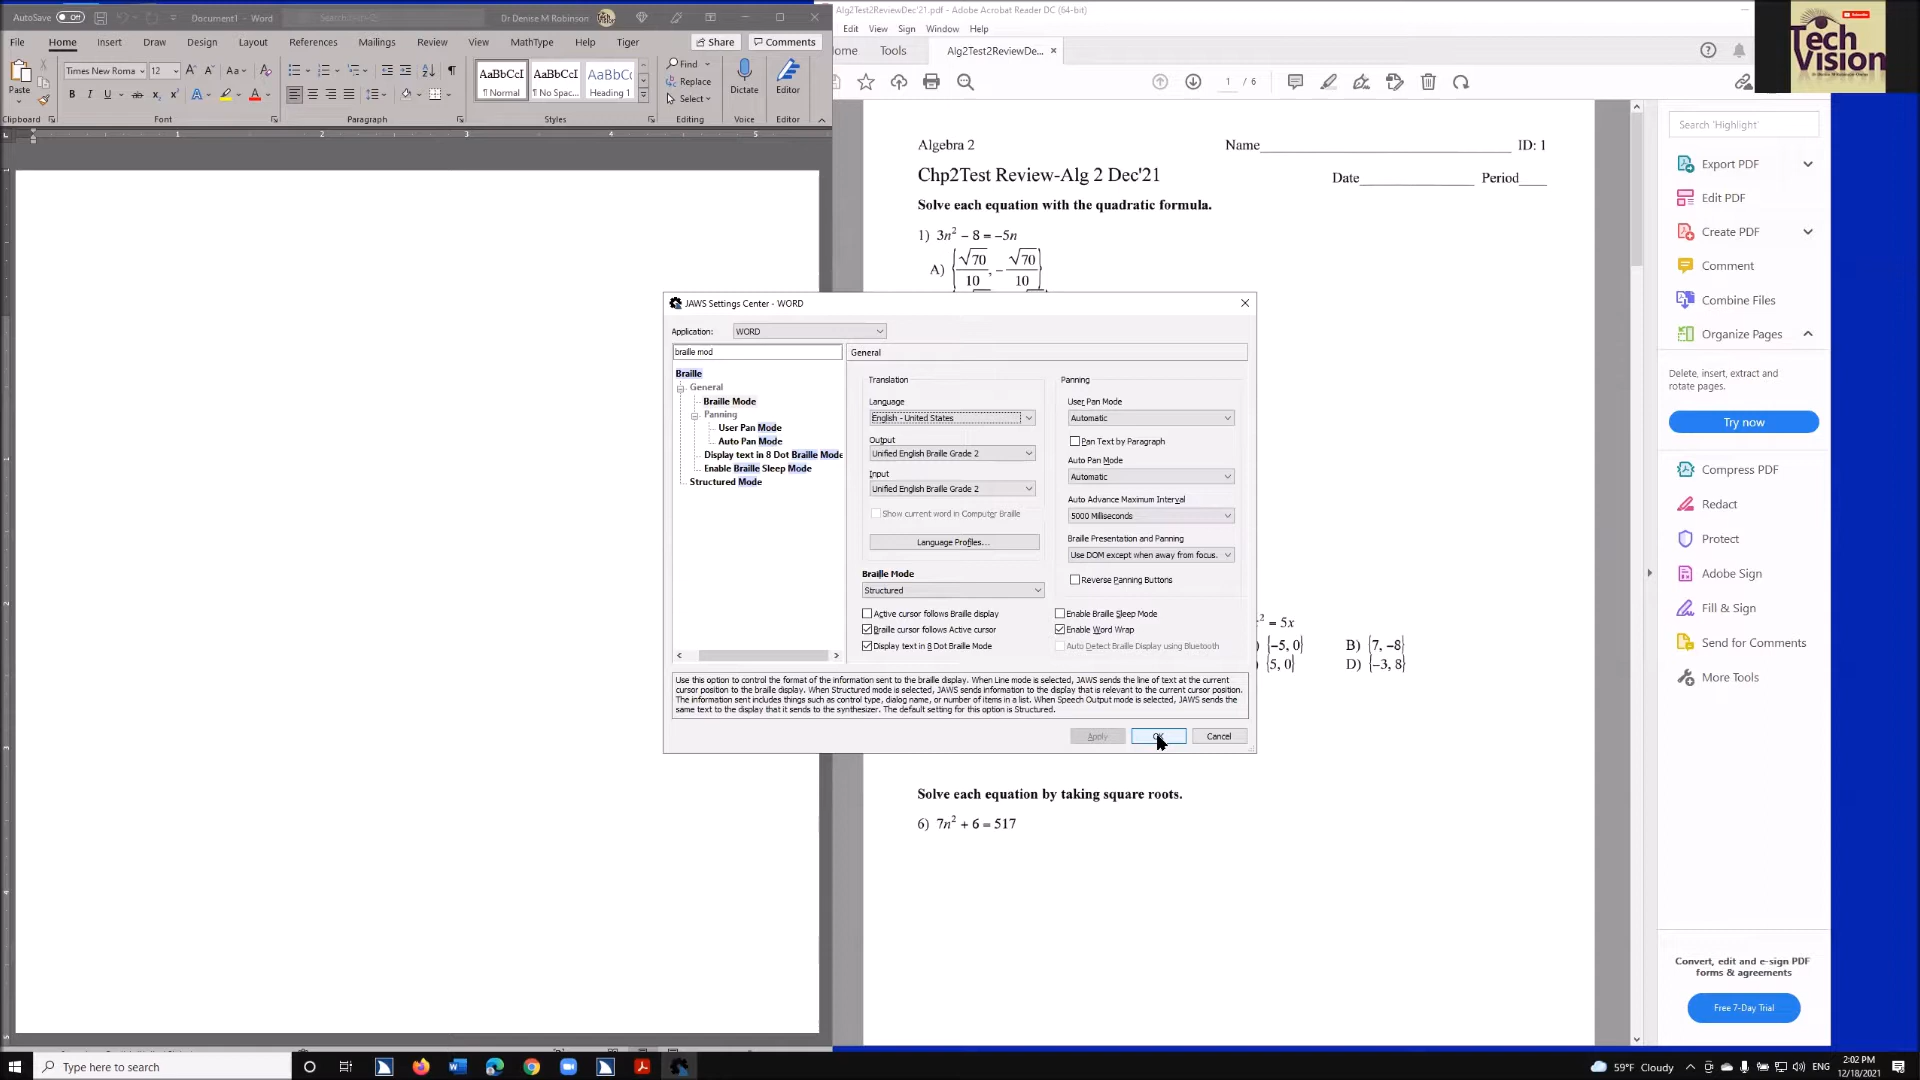 AutoSave Off Document1 - Word Search (Alt+Q) Dr Denise M Robinson
File Home Insert Draw Design Layout References Mailings Review View MathType Help Tiger Share Comments
Paste Times New Roma 12 Aa
B I U ab x₂ x² A A
AaBbCcI AaBbCcI AaBbCc
¶ Normal ¶ No Spac... Heading 1
Find
Replace
Select
Dictate
Editor
Clipboard Font Paragraph Styles Editing Voice Editor
1 2 3 4 5
Alg2Test2ReviewDec'21.pdf - Adobe Acrobat Reader DC (64-bit)
Edit View Sign Window Help
ome Tools Alg2Test2ReviewDe... ×
1 / 6
Tech
Vision
Algebra 2 Name ID: 1
Chp2Test Review-Alg 2 Dec'21 Date Period
Solve each equation with the quadratic formula.
1) 3n² − 8 = −5n
A) {√70/10, −√70/10}
² = 5x
) {−5, 0} B) {7, −8}
) {5, 0} D) {−3, 8}
Solve each equation by taking square roots.
6) 7n² + 6 = 517
JAWS Settings Center - WORD
Application: WORD
braille mod
Braille
General
Braille Mode
Panning
User Pan Mode
Auto Pan Mode
Display text in 8 Dot Braille Mode
Enable Braille Sleep Mode
Structured Mode
General
Translation
Language
English - United States
Output
Unified English Braille Grade 2
Input
Unified English Braille Grade 2
Show current word in Computer Braille
Language Profiles...
Braille Mode
Structured
Active cursor follows Braille display
Braille cursor follows Active cursor
Display text in 8 Dot Braille Mode
Panning
User Pan Mode
Automatic
Pan Text by Paragraph
Auto Pan Mode
Automatic
Auto Advance Maximum Interval
5000 Milliseconds
Braille Presentation and Panning
Use DOM except when away from focus.
Reverse Panning Buttons
Enable Braille Sleep Mode
Enable Word Wrap
Auto Detect Braille Display using Bluetooth
Use this option to control the format of the information sent to the braille display. When Line mode is selected, JAWS sends the line of text at the current
cursor position to the braille display. When Structured mode is selected, JAWS sends information to the display that is relevant to the current cursor position.
The information sent includes things such as control type, dialog name, or number of items in a list. When Speech Output mode is selected, JAWS sends the
same text to the display that it sends to the synthesizer. The default setting for this option is Structured.
Apply OK Cancel
Search 'Highlight'
Export PDF
Edit PDF
Create PDF
Comment
Combine Files
Organize Pages
Delete, insert, extract and
rotate pages.
Try now
Compress PDF
Redact
Protect
Adobe Sign
Fill & Sign
Send for Comments
More Tools
Convert, edit and e-sign PDF
forms & agreements
Free 7-Day Trial
Type here to search
59°F Cloudy ENG 2:02 PM
12/18/2021